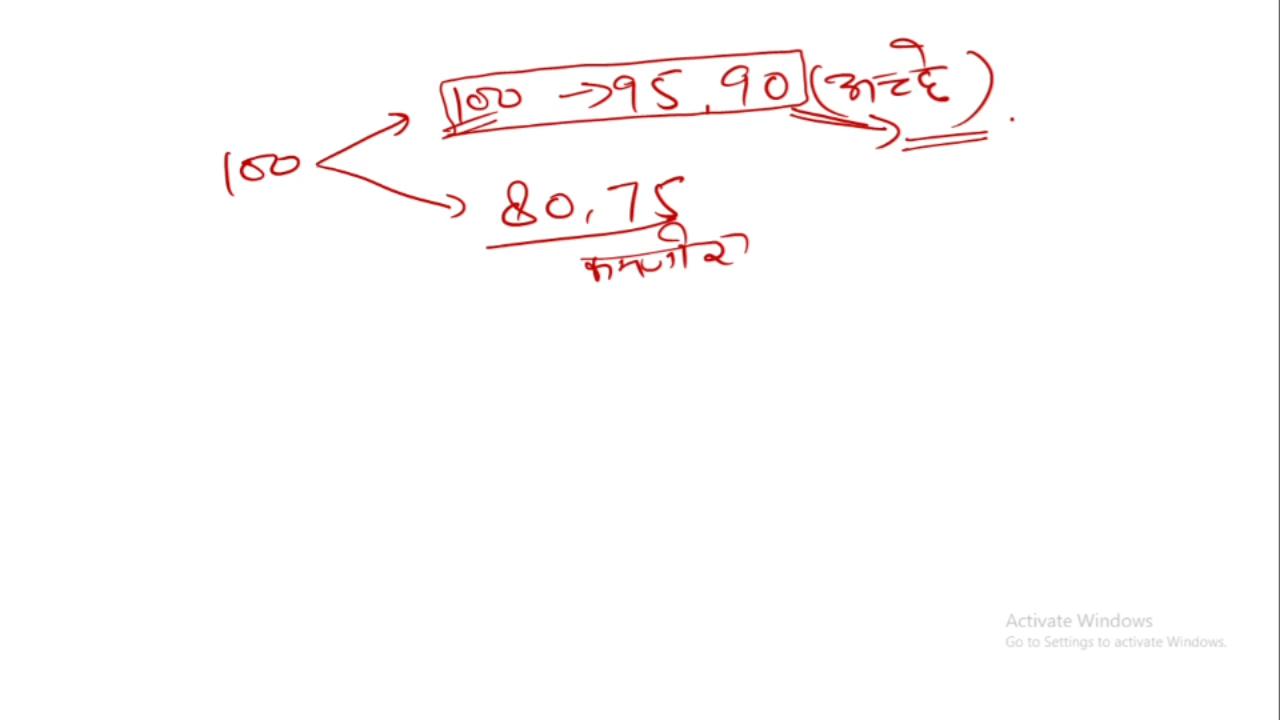 100 → 95, 90 (अच्छे)
100
80, 75
कमजोर
Activate Windows
Go to Settings to activate Windows.